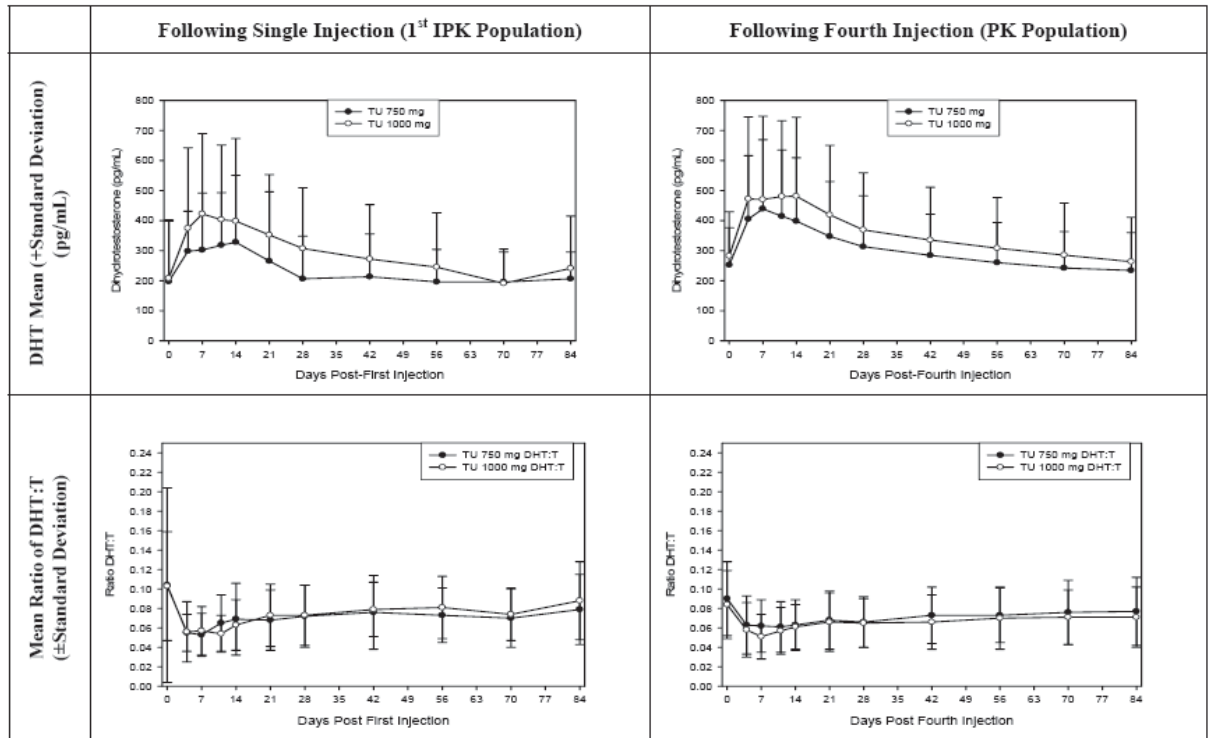 Following Single Injection (1st IPK Population)
Following Fourth Injection (PK Population)
DHT Mean (+Standard Deviation)
(pg/mL)
800
700
600
500
400
300
200
100
0
Dihydrotestosterone (pg/mL)
TU 750 mg
TU 1000 mg
0 7 14 21 28 35 42 49 56 63 70 77 84
Days Post-First Injection
800
700
600
500
400
300
200
100
0
Dihydrotestosterone (pg/mL)
TU 750 mg
TU 1000 mg
0 7 14 21 28 35 42 49 56 63 70 77 84
Days Post-Fourth Injection
Mean Ratio of DHT:T
(±Standard Deviation)
0.24
0.22
0.20
0.18
0.16
0.14
0.12
0.10
0.08
0.06
0.04
0.02
0.00
Ratio DHT:T
TU 750 mg DHT:T
TU 1000 mg DHT:T
0 7 14 21 28 35 42 49 56 63 70 77 84
Days Post First Injection
0.24
0.22
0.20
0.18
0.16
0.14
0.12
0.10
0.08
0.06
0.04
0.02
0.00
Ratio DHT:T
TU 750 mg DHT:T
TU 1000 mg DHT:T
0 7 14 21 28 35 42 49 56 63 70 77 84
Days Post Fourth Injection